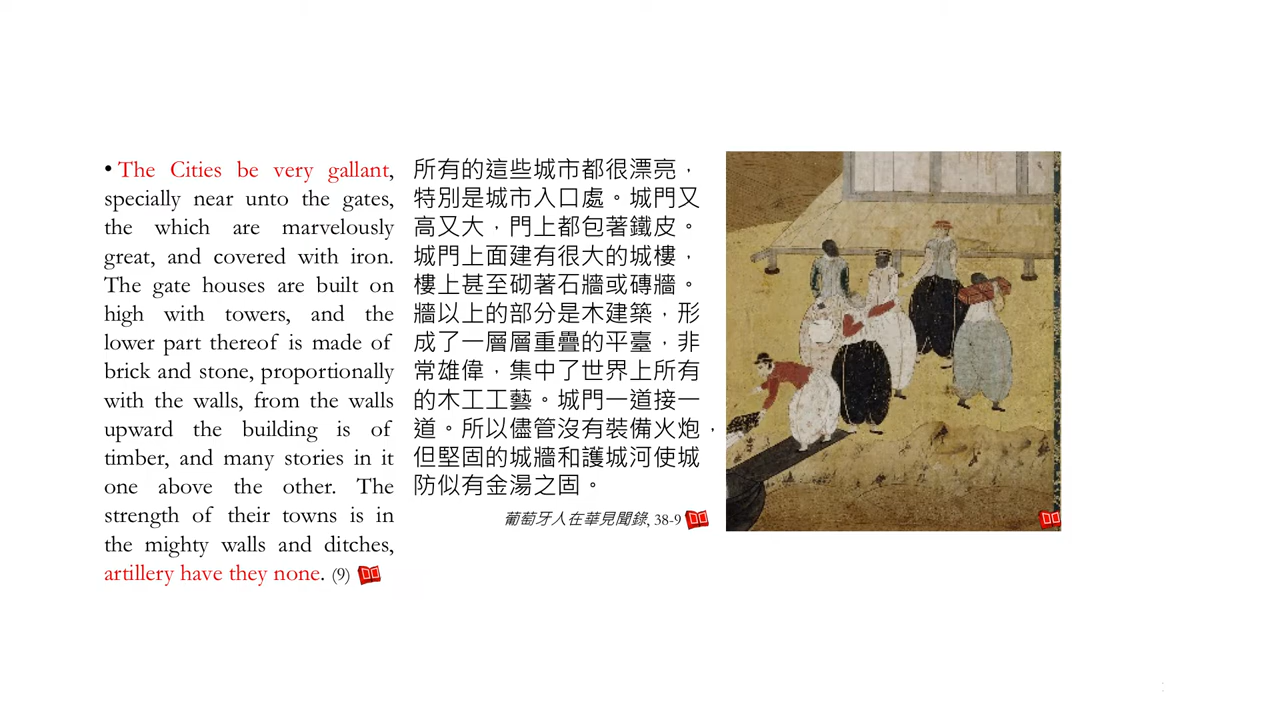 • The Cities be very gallant,
specially near unto the gates,
the which are marvelously
great, and covered with iron.
The gate houses are built on
high with towers, and the
lower part thereof is made of
brick and stone, proportionally
with the walls, from the walls
upward the building is of
timber, and many stories in it
one above the other. The
strength of their towns is in
the mighty walls and ditches,
artillery have they none. (9)
所有的這些城市都很漂亮，
特別是城市入口處。城門又
高又大，門上都包著鐵皮。
城門上面建有很大的城樓，
樓上甚至砌著石牆或磚牆。
牆以上的部分是木建築，形
成了一層層重疊的平臺，非
常雄偉，集中了世界上所有
的木工工藝。城門一道接一
道。所以儘管沒有裝備火炮，
但堅固的城牆和護城河使城
防似有金湯之固。
葡萄牙人在華見聞錄, 38-9